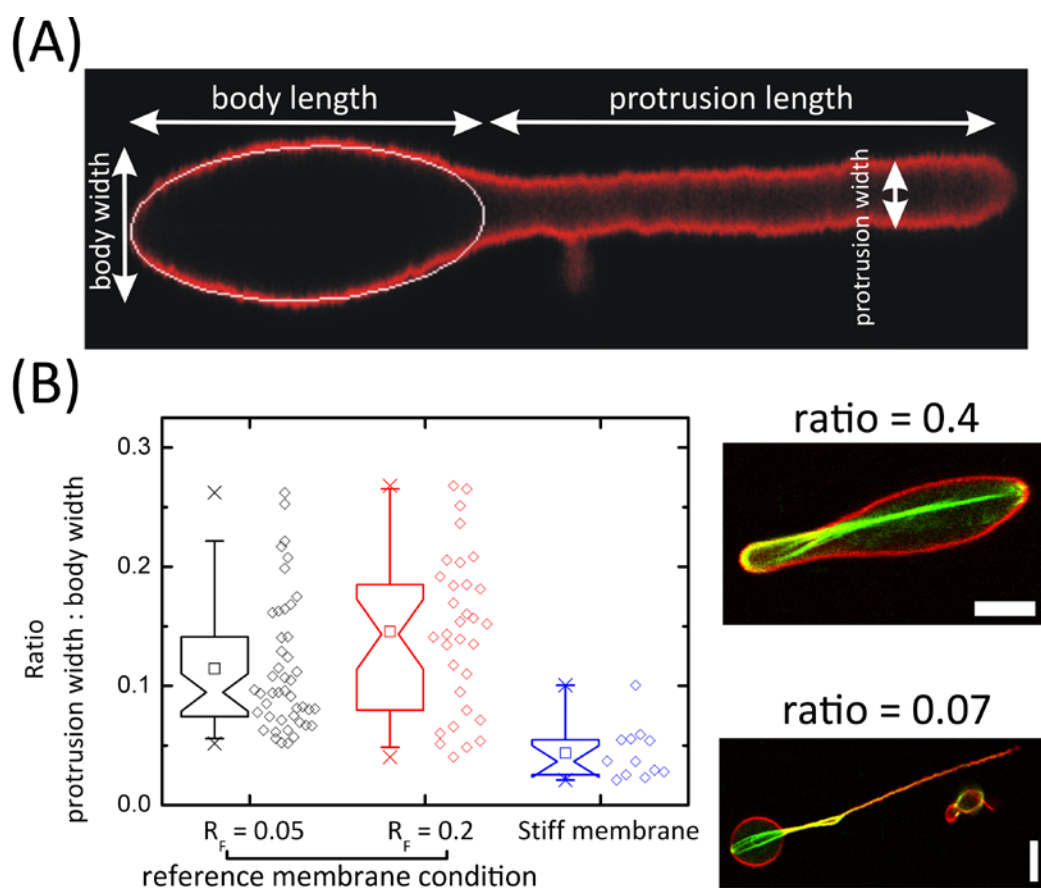 (A)
body length
protrusion length
body width
protrusion width
(B)
Ratio
protrusion width : body width
0.3
0.2
0.1
0.0
R_F = 0.05
R_F = 0.2
Stiff membrane
reference membrane condition
ratio = 0.4
ratio = 0.07